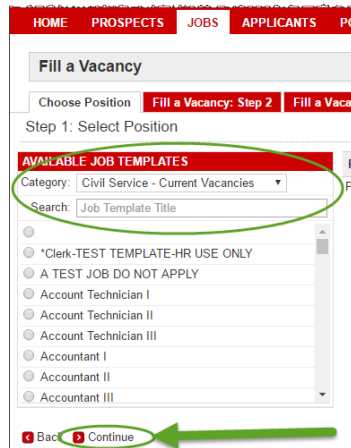 HOME PROSPECTS JOBS APPLICANTS
Fill a Vacancy
Choose Position Fill a Vacancy: Step 2 Fill a Vaca
Step 1: Select Position
AVAILABLE JOB TEMPLATES
Category: Civil Service - Current Vacancies
Search: Job Template Title
*Clerk-TEST TEMPLATE-HR USE ONLY
A TEST JOB DO NOT APPLY
Account Technician I
Account Technician II
Account Technician III
Accountant I
Accountant II
Accountant III
Back Continue